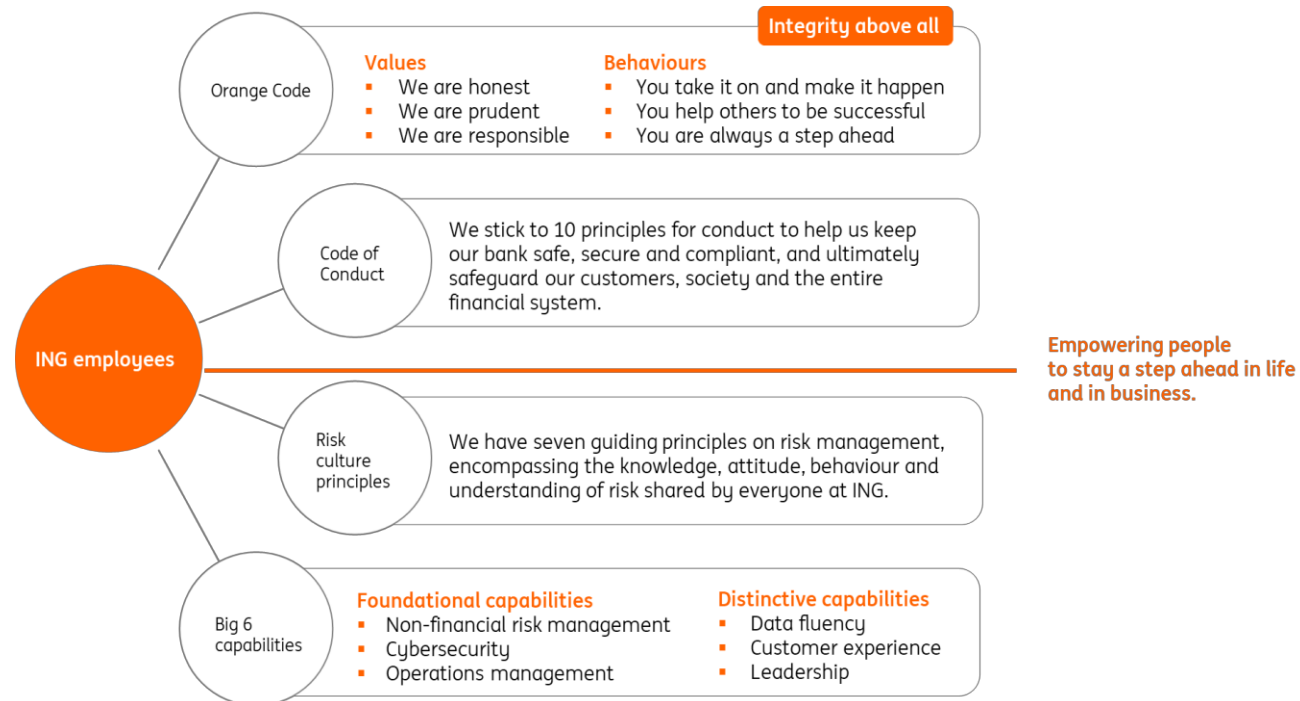 Integrity above all
Orange Code
Values
▪ We are honest
▪ We are prudent
▪ We are responsible
Behaviours
▪ You take it on and make it happen
▪ You help others to be successful
▪ You are always a step ahead
Code of
Conduct
We stick to 10 principles for conduct to help us keep
our bank safe, secure and compliant, and ultimately
safeguard our customers, society and the entire
financial system.
ING employees
Empowering people
to stay a step ahead in life
and in business.
Risk
culture
principles
We have seven guiding principles on risk management,
encompassing the knowledge, attitude, behaviour and
understanding of risk shared by everyone at ING.
Big 6
capabilities
Foundational capabilities
▪ Non-financial risk management
▪ Cybersecurity
▪ Operations management
Distinctive capabilities
▪ Data fluency
▪ Customer experience
▪ Leadership